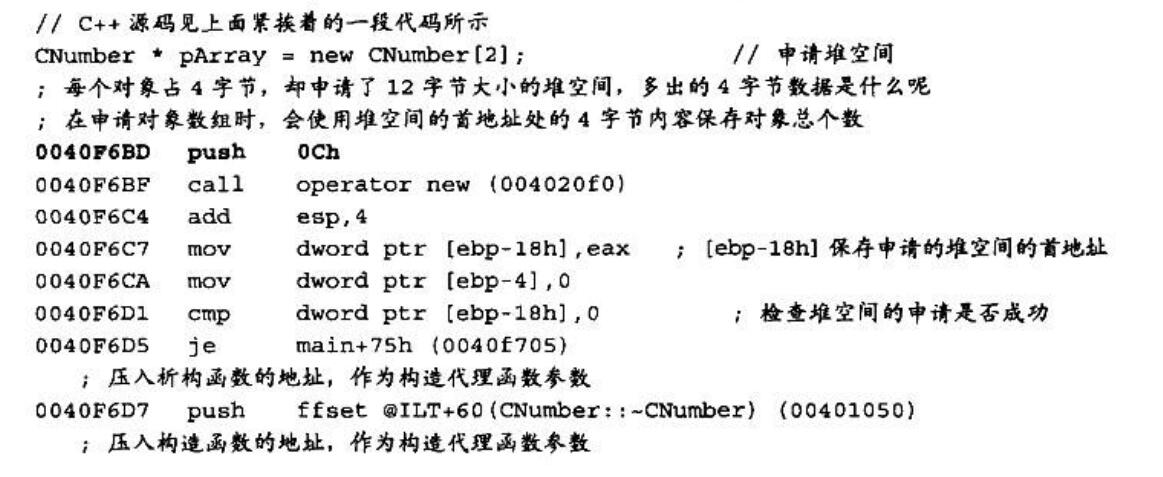 // C++ 源码见上面紧挨着的一段代码所示
CNumber * pArray = new CNumber[2]; // 申请堆空间
; 每个对象占 4 字节，却申请了 12 字节大小的堆空间，多出的 4 字节数据是什么呢
; 在申请对象数组时，会使用堆空间的首地址处的 4 字节内容保存对象总个数
0040F6BD push 0Ch
0040F6BF call operator new (004020f0)
0040F6C4 add esp,4
0040F6C7 mov dword ptr [ebp-18h],eax ; [ebp-18h] 保存申请的堆空间的首地址
0040F6CA mov dword ptr [ebp-4],0
0040F6D1 cmp dword ptr [ebp-18h],0 ; 检查堆空间的申请是否成功
0040F6D5 je main+75h (0040f705)
; 压入析构函数的地址，作为构造代理函数参数
0040F6D7 push ffset @ILT+60(CNumber::~CNumber) (00401050)
; 压入构造函数的地址，作为构造代理函数参数